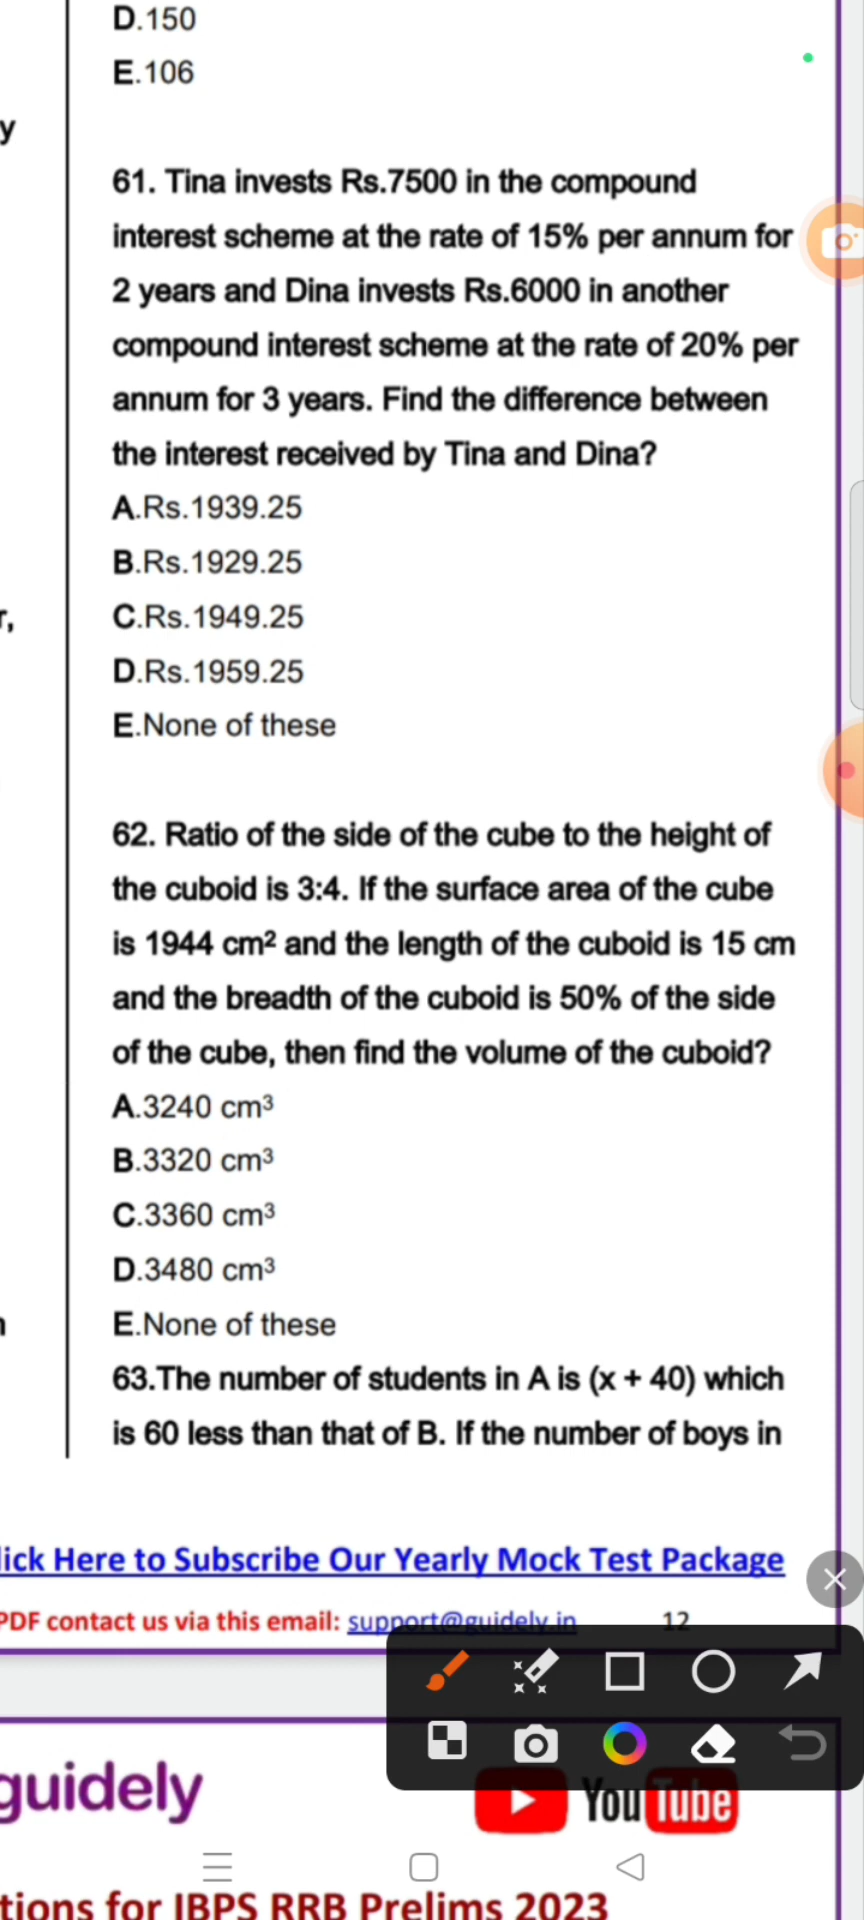 D.150
E.106
y
61. Tina invests Rs.7500 in the compound
interest scheme at the rate of 15% per annum for
2 years and Dina invests Rs.6000 in another
compound interest scheme at the rate of 20% per
annum for 3 years. Find the difference between
the interest received by Tina and Dina?
A.Rs.1939.25
B.Rs.1929.25
r,
C.Rs.1949.25
D.Rs.1959.25
E.None of these
62. Ratio of the side of the cube to the height of
the cuboid is 3:4. If the surface area of the cube
is 1944 cm² and the length of the cuboid is 15 cm
and the breadth of the cuboid is 50% of the side
of the cube, then find the volume of the cuboid?
A.3240 cm³
B.3320 cm³
C.3360 cm³
D.3480 cm³
E.None of these
63.The number of students in A is (x + 40) which
is 60 less than that of B. If the number of boys in
lick Here to Subscribe Our Yearly Mock Test Package
PDF contact us via this email: support@guidely.in 12
guidely
YouTube
tions for IBPS RRB Prelims 2023